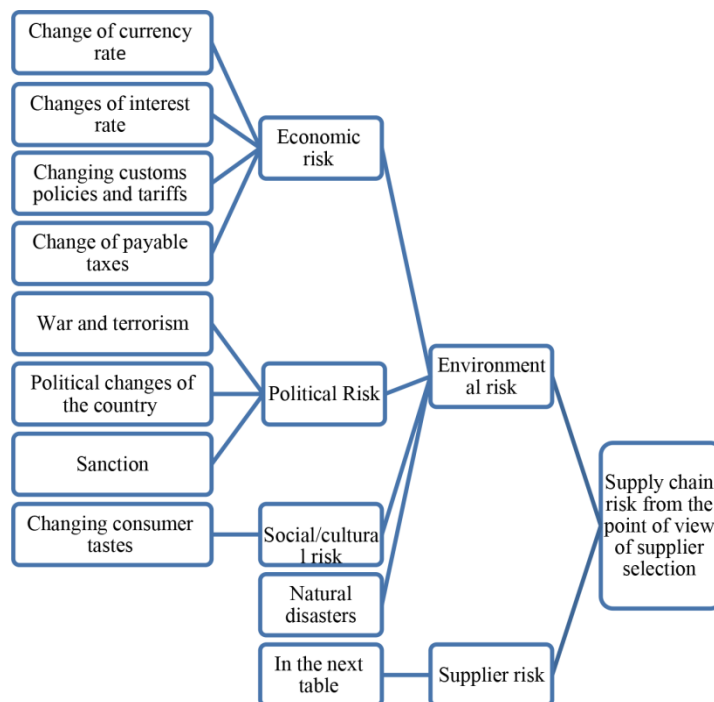 Change of currency
rate
Changes of interest
rate
Changing customs
policies and tariffs
Change of payable
taxes
War and terrorism
Political changes of
the country
Sanction
Changing consumer
tastes
Economic
risk
Political Risk
Social/cultura
l risk
Natural
disasters
In the next
table
Environment
al risk
Supplier risk
Supply chain
risk from the
point of view
of supplier
selection